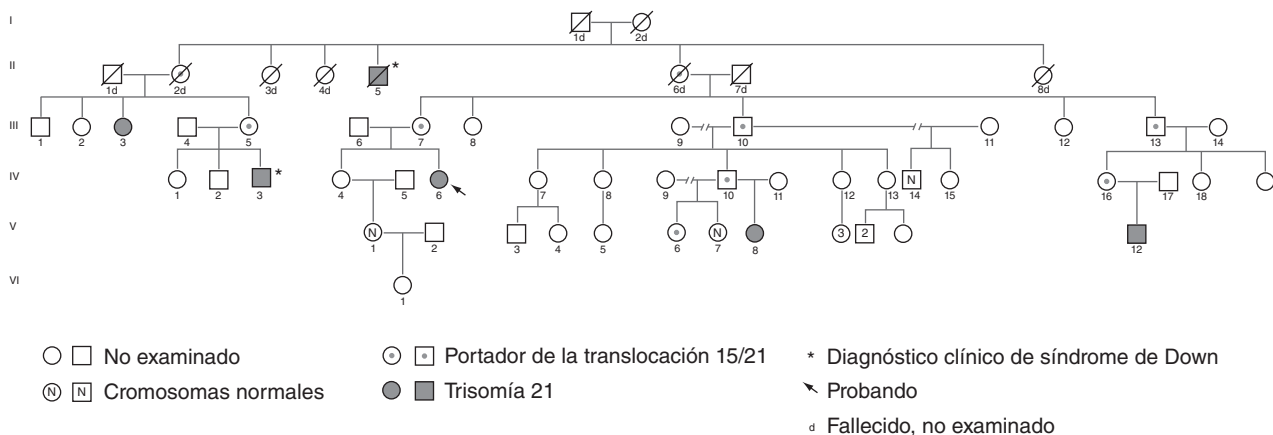 I
1d 2d
II
1d 2d 3d 4d 5 * 6d 7d 8d
III
1 2 3 4 5 6 7 8 9 10 11 12 13 14
IV
1 2 3 * 4 5 6 7 8 9 10 11 12 13 N 14 15 16 17 18
V
N 1 2 3 4 5 6 N 7 8 3 2 12
VI
1
No examinado
Portador de la translocación 15/21
* Diagnóstico clínico de síndrome de Down
N N Cromosomas normales
Trisomía 21
Probando
d Fallecido, no examinado